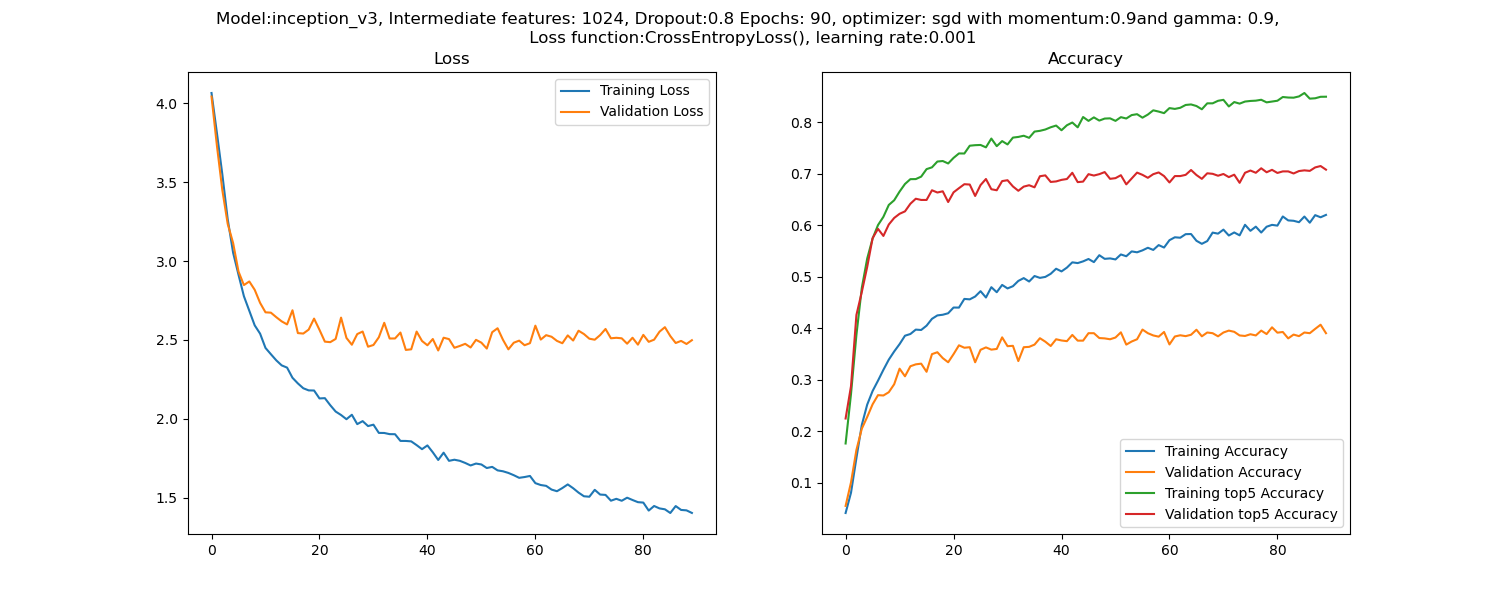 Model:inception_v3, Intermediate features: 1024, Dropout:0.8 Epochs: 90, optimizer: sgd with momentum:0.9and gamma: 0.9,
Loss function:CrossEntropyLoss(), learning rate:0.001
Loss
4.0
3.5
3.0
2.5
2.0
1.5
0
20
40
60
80
Training Loss
Validation Loss
Accuracy
0.8
0.7
0.6
0.5
0.4
0.3
0.2
0.1
0
20
40
60
80
Training Accuracy
Validation Accuracy
Training top5 Accuracy
Validation top5 Accuracy